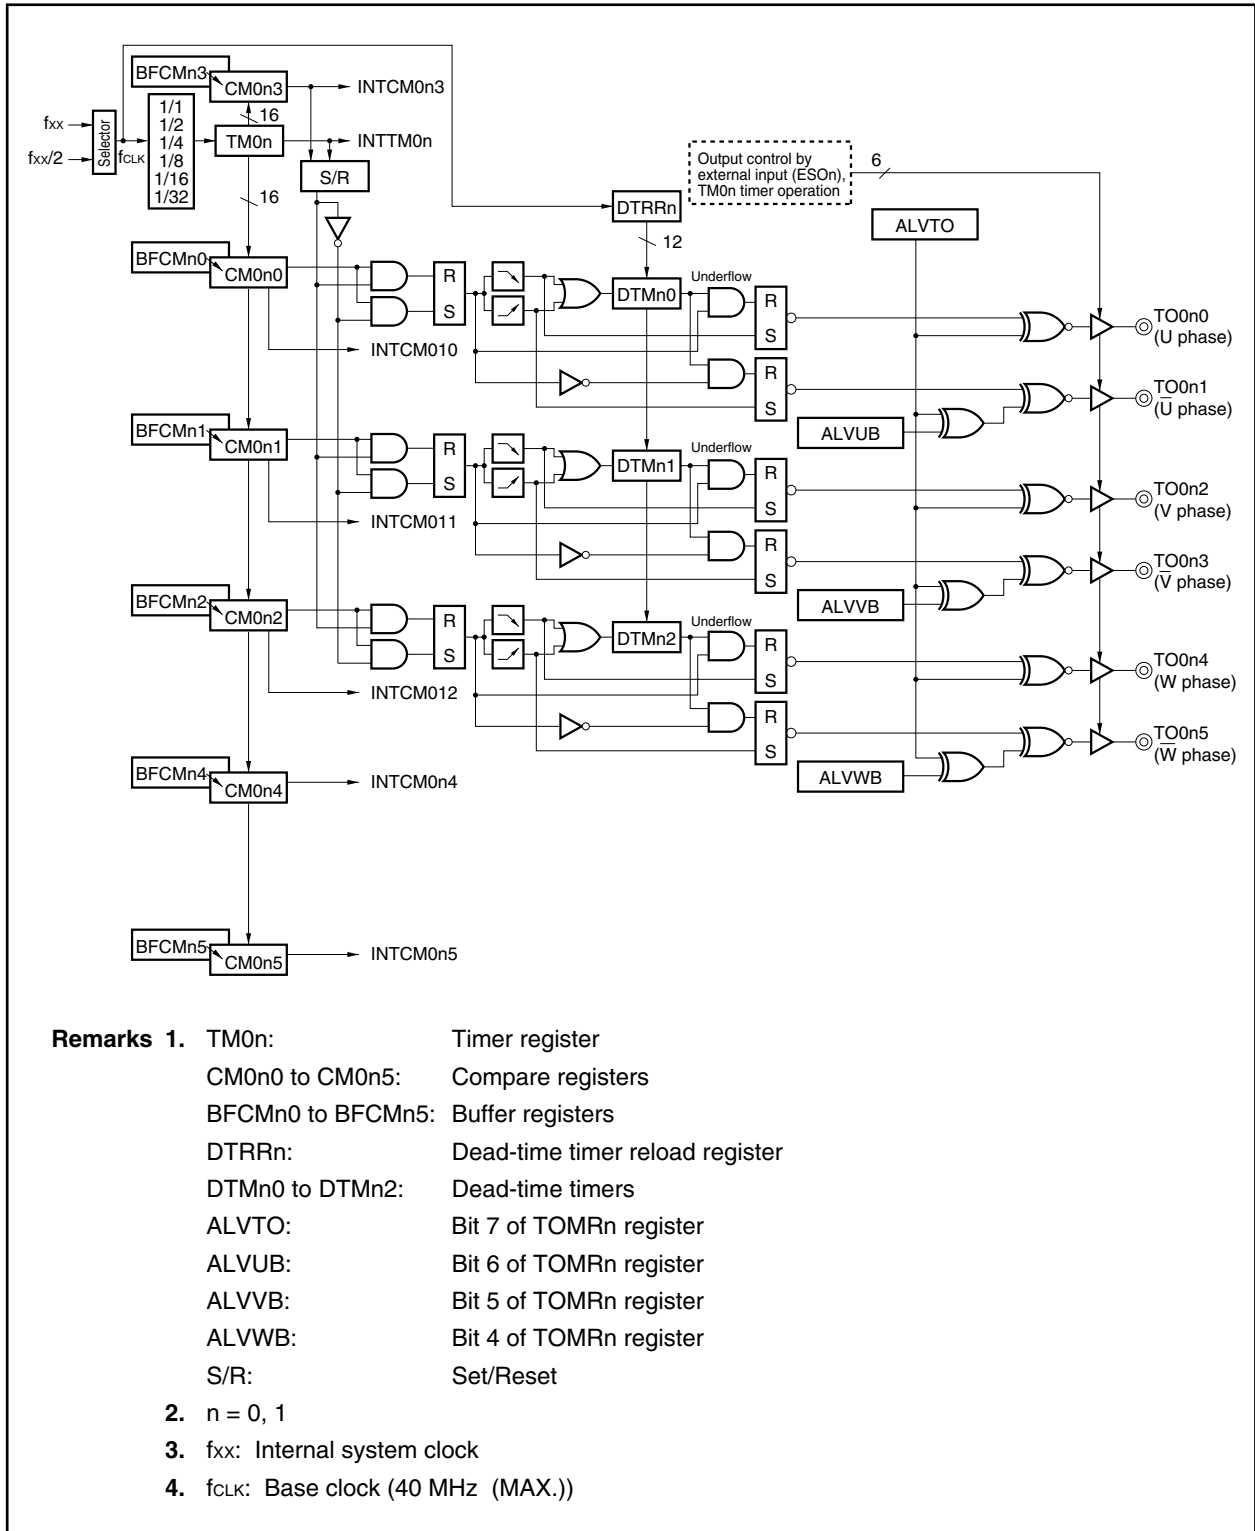 BFCMn3
CM0n3
INTCM0n3
fXX
fXX/2
Selector
fCLK
1/1
1/2
1/4
1/8
1/16
1/32
16
TM0n
INTTM0n
S/R
16
Output control by
external input (ESOn),
TM0n timer operation
6
DTRRn
12
ALVTO
BFCMn0
CM0n0
R
S
DTMn0
Underflow
R
S
TO0n0
(U phase)
INTCM010
R
S
TO0n1
(U̅ phase)
ALVUB
BFCMn1
CM0n1
R
S
DTMn1
Underflow
R
S
TO0n2
(V phase)
INTCM011
R
S
TO0n3
(V̅ phase)
ALVVB
BFCMn2
CM0n2
R
S
DTMn2
Underflow
R
S
TO0n4
(W phase)
INTCM012
R
S
TO0n5
(W̅ phase)
ALVWB
BFCMn4
CM0n4
INTCM0n4
BFCMn5
CM0n5
INTCM0n5
Remarks 1. TM0n: Timer register
CM0n0 to CM0n5: Compare registers
BFCMn0 to BFCMn5: Buffer registers
DTRRn: Dead-time timer reload register
DTMn0 to DTMn2: Dead-time timers
ALVTO: Bit 7 of TOMRn register
ALVUB: Bit 6 of TOMRn register
ALVVB: Bit 5 of TOMRn register
ALVWB: Bit 4 of TOMRn register
S/R: Set/Reset
2. n = 0, 1
3. fXX: Internal system clock
4. fCLK: Base clock (40 MHz (MAX.))